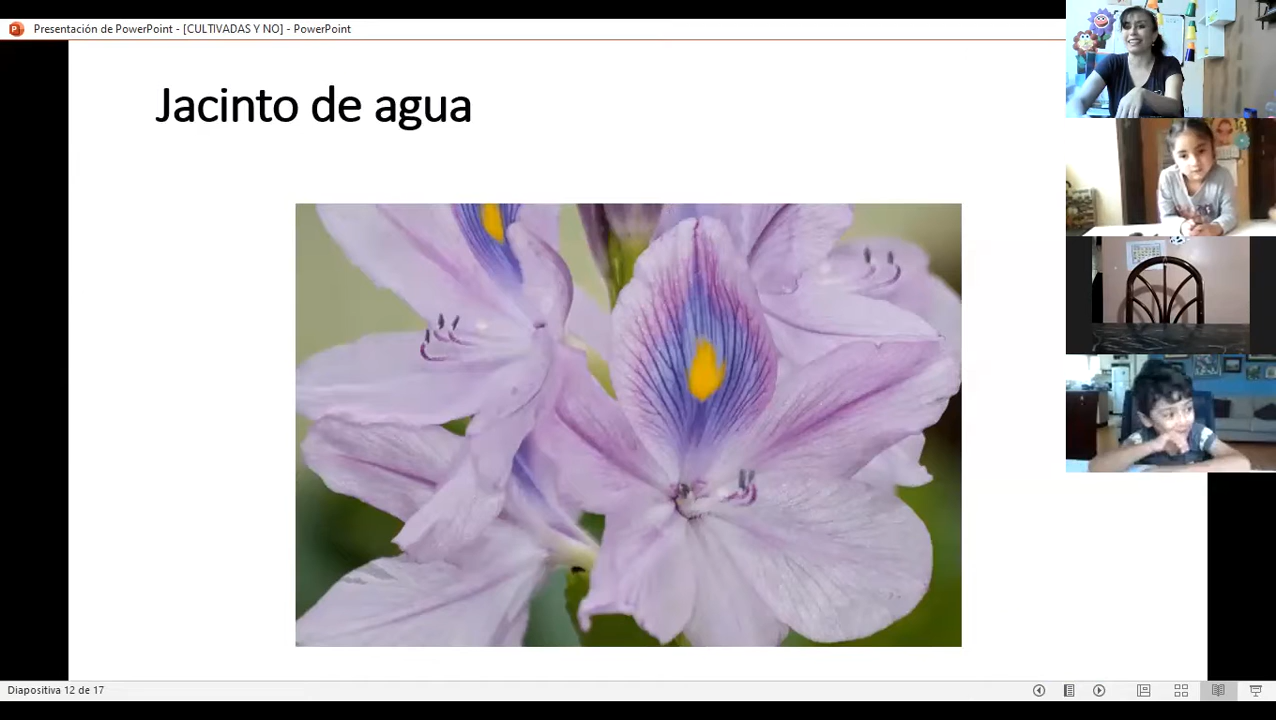 Presentación de PowerPoint - [CULTIVADAS Y NO] - PowerPoint
Jacinto de agua
Diapositiva 12 de 17